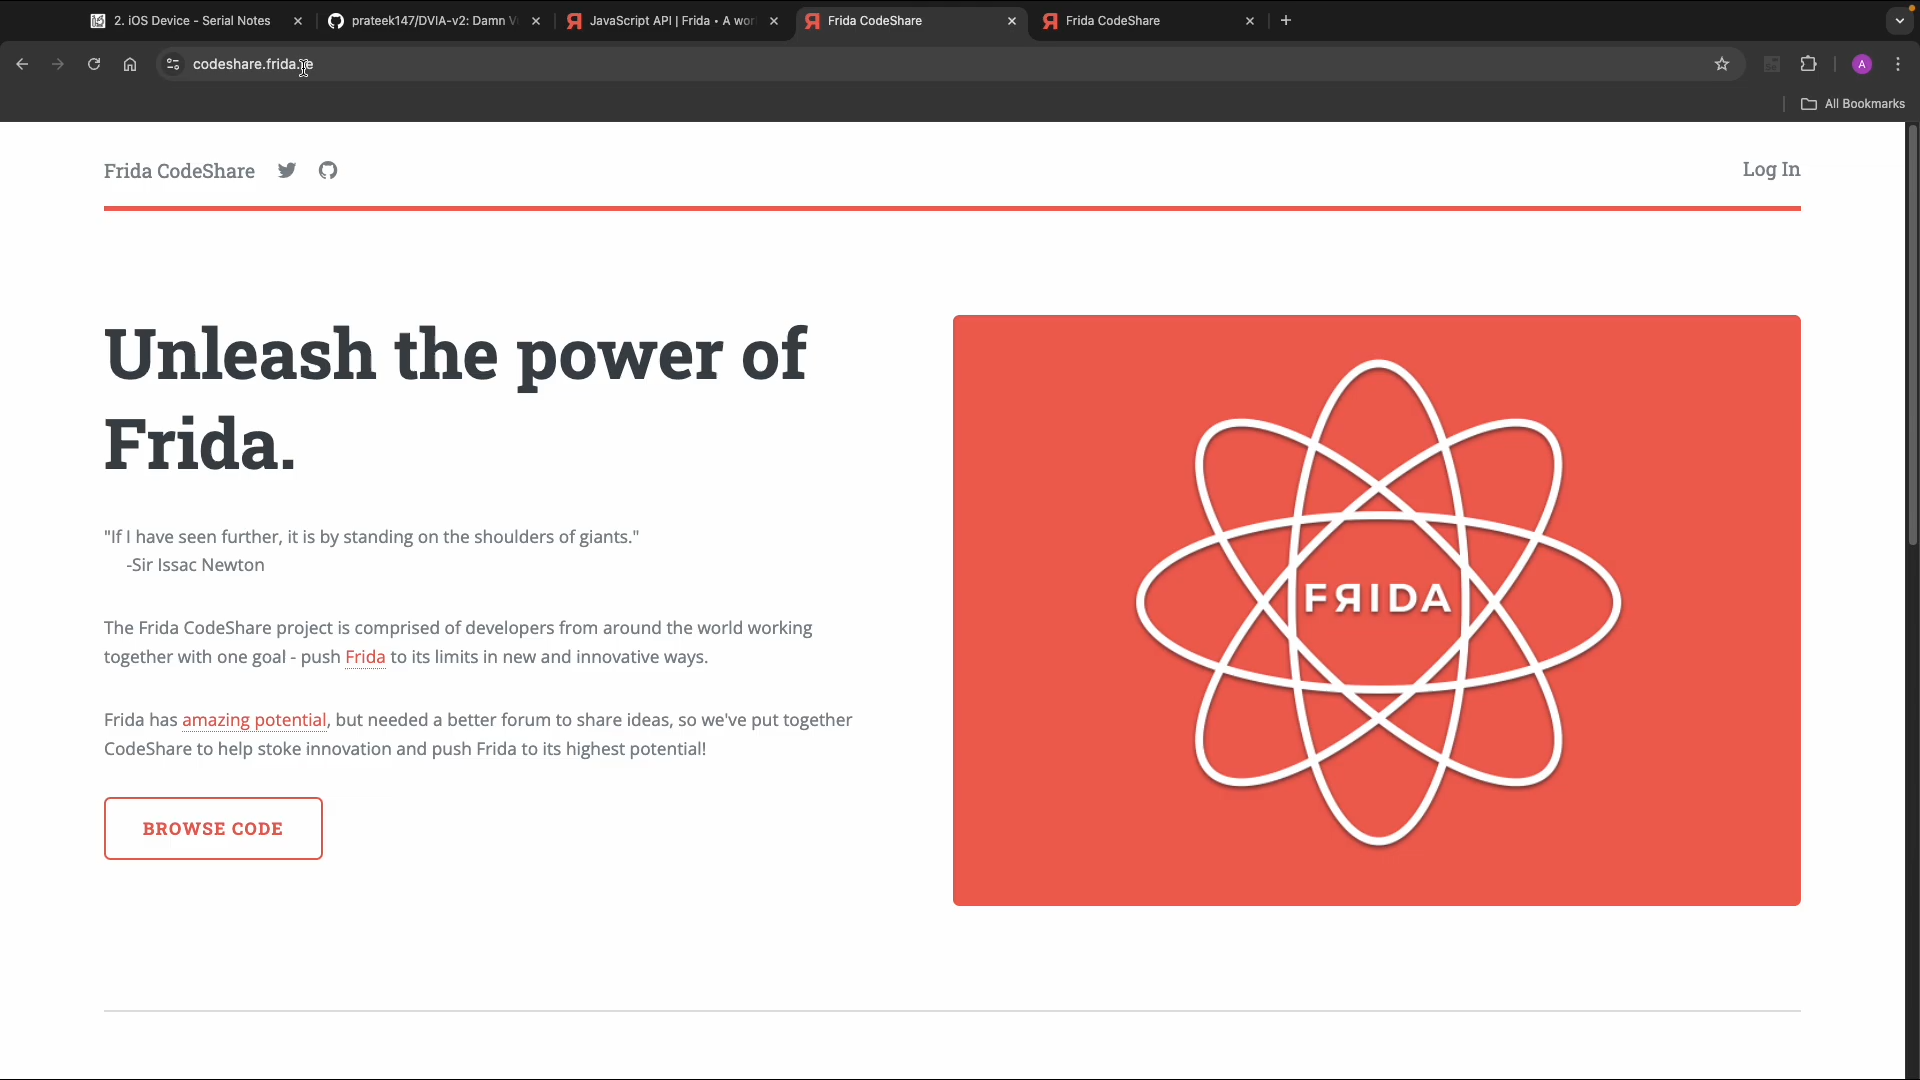 2. iOS Device - Serial Notes
prateek147/DVIA-v2: Damn V
JavaScript API | Frida • A wor
Frida CodeShare
Frida CodeShare
codeshare.frida.re
A
All Bookmarks
Frida CodeShare
Log In
Unleash the power of
Frida.
"If I have seen further, it is by standing on the shoulders of giants."
-Sir Issac Newton
The Frida CodeShare project is comprised of developers from around the world working
together with one goal - push Frida to its limits in new and innovative ways.
Frida has amazing potential, but needed a better forum to share ideas, so we've put together
CodeShare to help stoke innovation and push Frida to its highest potential!
BROWSE CODE
FЯIDA